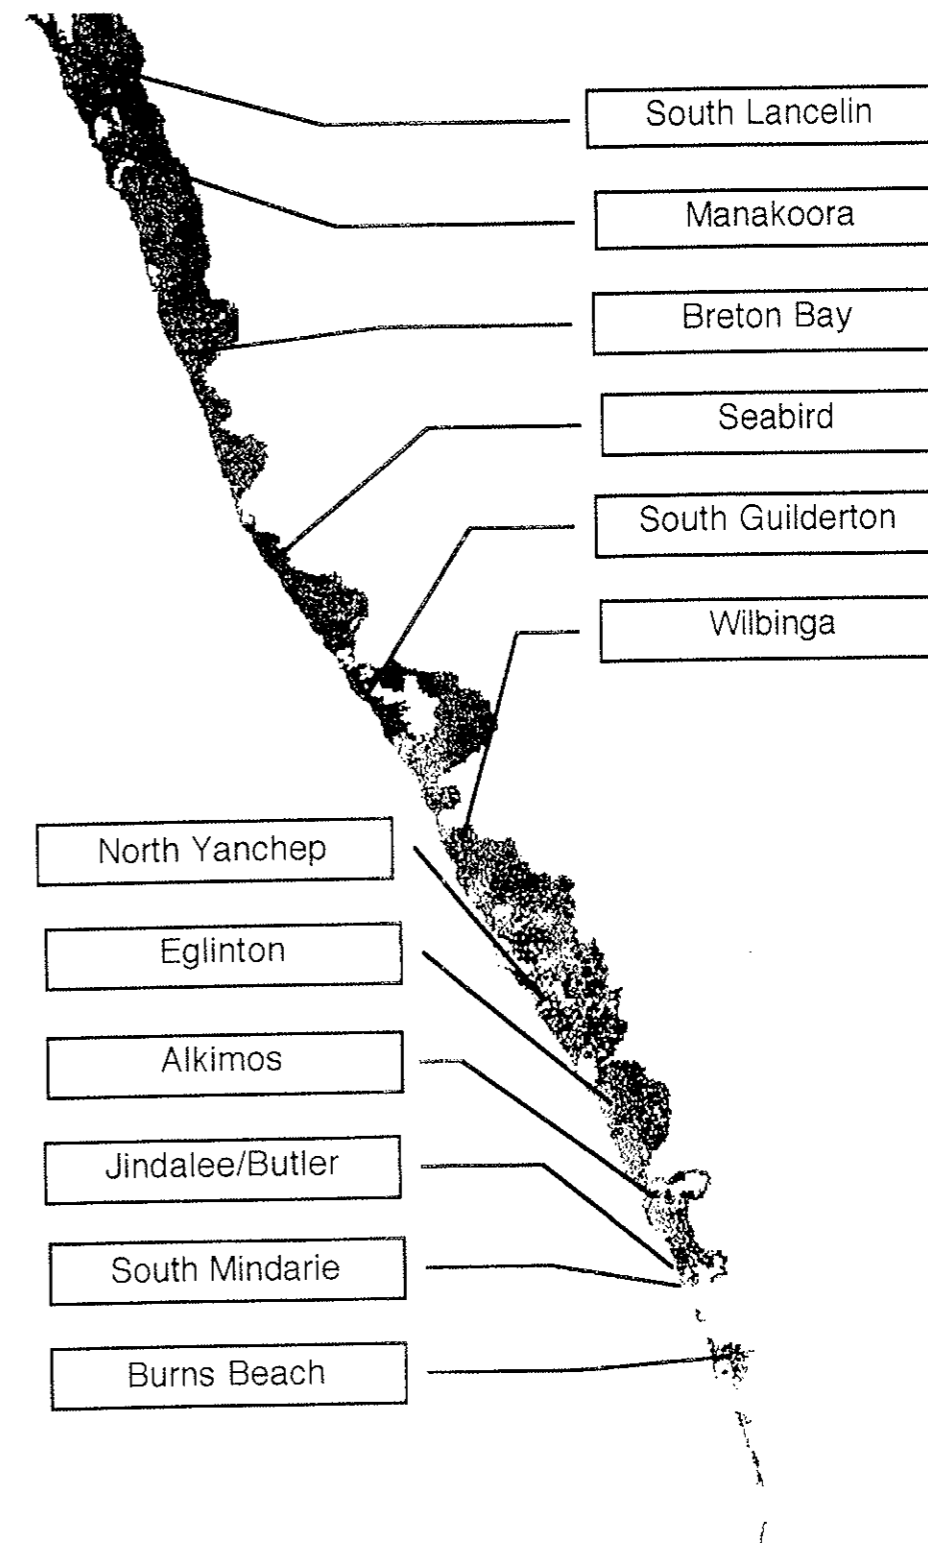 South Lancelin
Manakoora
Breton Bay
Seabird
South Guilderton
Wilbinga
North Yanchep
Eglinton
Alkimos
Jindalee/Butler
South Mindarie
Burns Beach